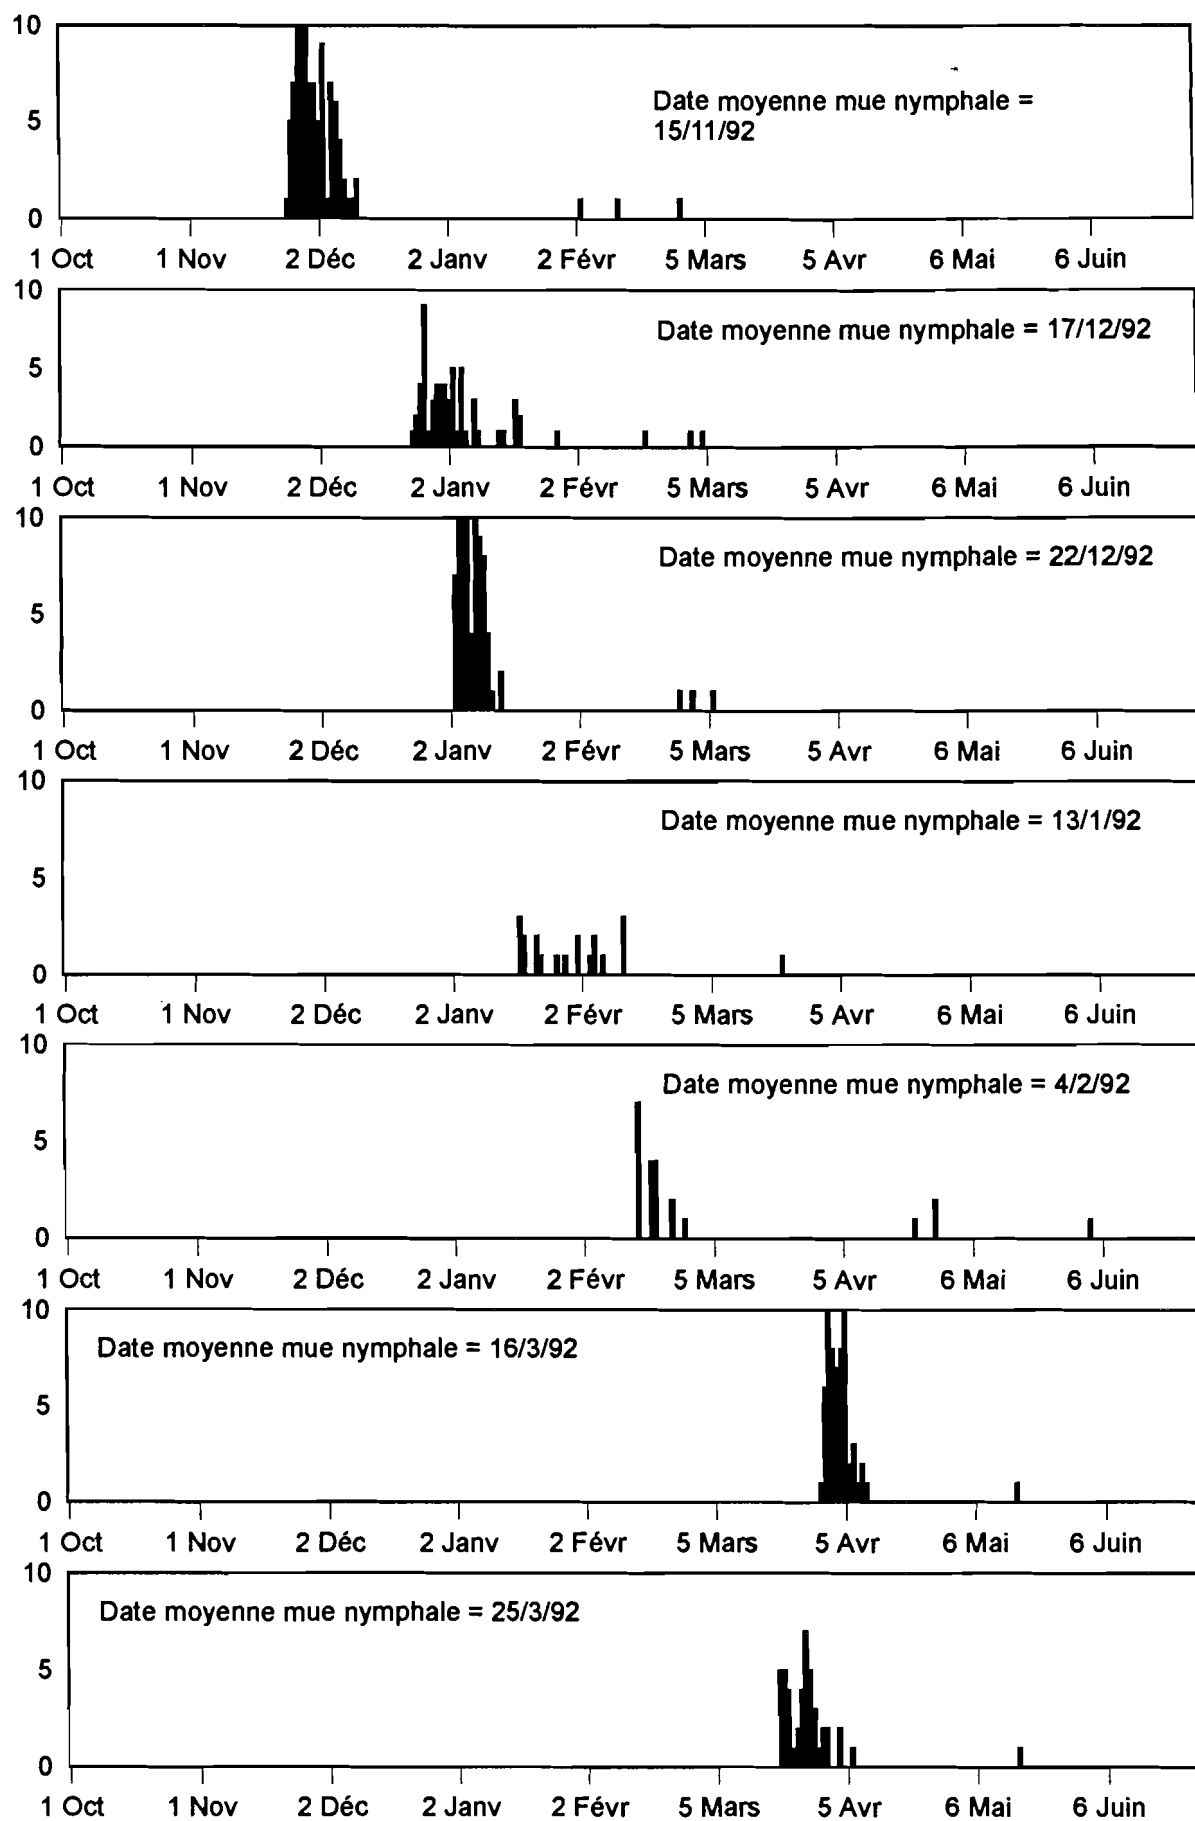 10
Date moyenne mue nymphale =
15/11/92
5
0
1 Oct 1 Nov 2 Déc 2 Janv 2 Févr 5 Mars 5 Avr 6 Mai 6 Juin
10
Date moyenne mue nymphale = 17/12/92
5
0
1 Oct 1 Nov 2 Déc 2 Janv 2 Févr 5 Mars 5 Avr 6 Mai 6 Juin
10
Date moyenne mue nymphale = 22/12/92
5
0
1 Oct 1 Nov 2 Déc 2 Janv 2 Févr 5 Mars 5 Avr 6 Mai 6 Juin
10
Date moyenne mue nymphale = 13/1/92
5
0
1 Oct 1 Nov 2 Déc 2 Janv 2 Févr 5 Mars 5 Avr 6 Mai 6 Juin
10
Date moyenne mue nymphale = 4/2/92
5
0
1 Oct 1 Nov 2 Déc 2 Janv 2 Févr 5 Mars 5 Avr 6 Mai 6 Juin
10
Date moyenne mue nymphale = 16/3/92
5
0
1 Oct 1 Nov 2 Déc 2 Janv 2 Févr 5 Mars 5 Avr 6 Mai 6 Juin
10
Date moyenne mue nymphale = 25/3/92
5
0
1 Oct 1 Nov 2 Déc 2 Janv 2 Févr 5 Mars 5 Avr 6 Mai 6 Juin